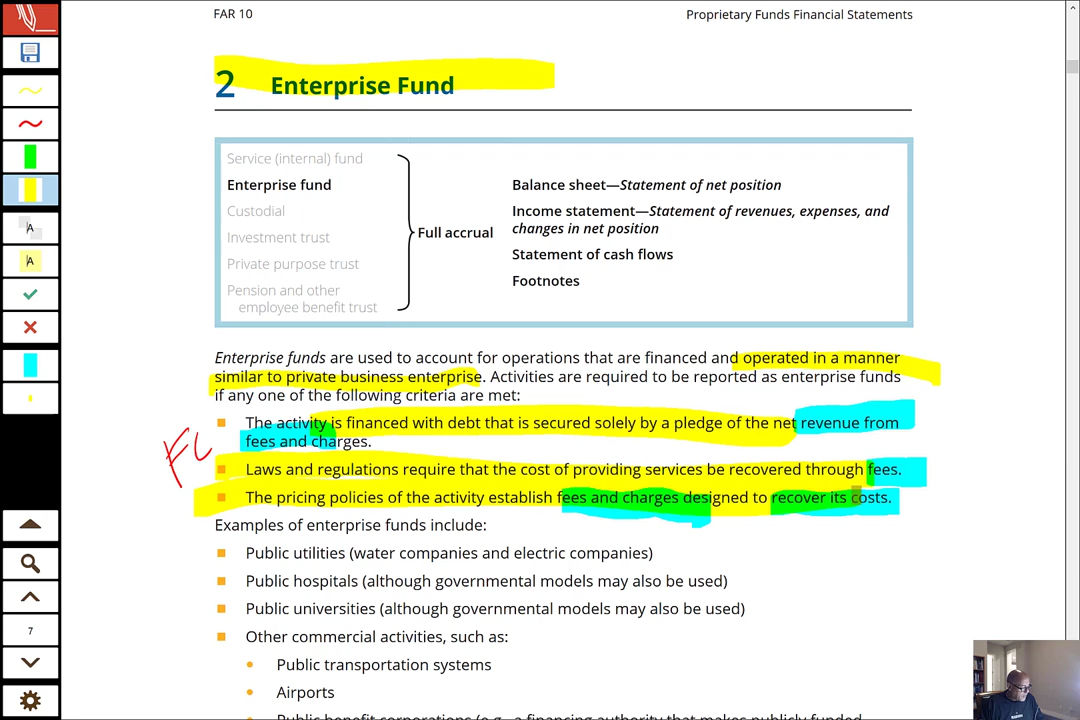 FAR 10
Proprietary Funds Financial Statements
2 Enterprise Fund
Service (internal) fund
Enterprise fund
Custodial
Investment trust
Private purpose trust
Pension and other
employee benefit trust
Full accrual
Balance sheet—Statement of net position
Income statement—Statement of revenues, expenses, and
changes in net position
Statement of cash flows
Footnotes
Enterprise funds are used to account for operations that are financed and operated in a manner
similar to private business enterprise. Activities are required to be reported as enterprise funds
if any one of the following criteria are met:
The activity is financed with debt that is secured solely by a pledge of the net revenue from
fees and charges.
Laws and regulations require that the cost of providing services be recovered through fees.
The pricing policies of the activity establish fees and charges designed to recover its costs.
Examples of enterprise funds include:
Public utilities (water companies and electric companies)
Public hospitals (although governmental models may also be used)
Public universities (although governmental models may also be used)
Other commercial activities, such as:
Public transportation systems
Airports
Public benefit corporations (e.g., a financing authority that makes publicly funded
A
A
7